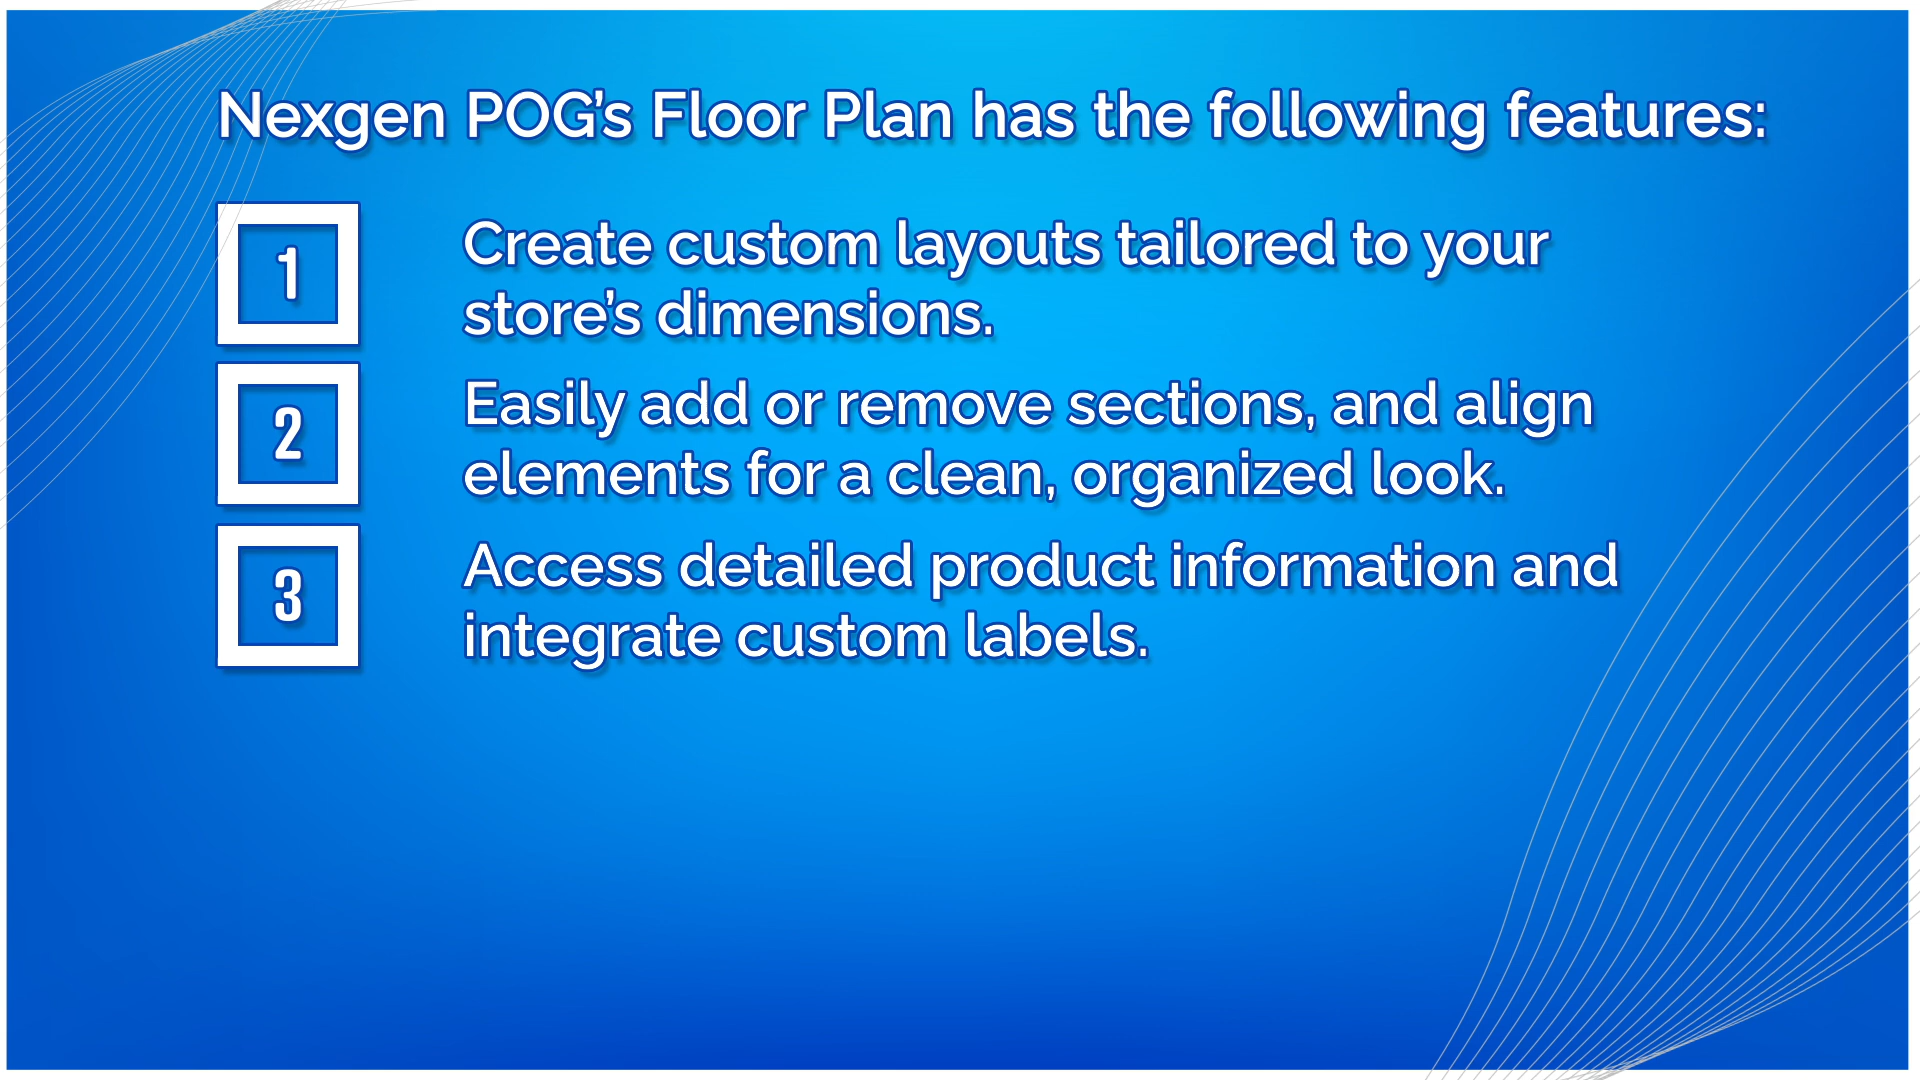 Nexgen POG’s Floor Plan has the following features:
1
Create custom layouts tailored to your
store’s dimensions.
2
Easily add or remove sections, and align
elements for a clean, organized look.
3
Access detailed product information and
integrate custom labels.